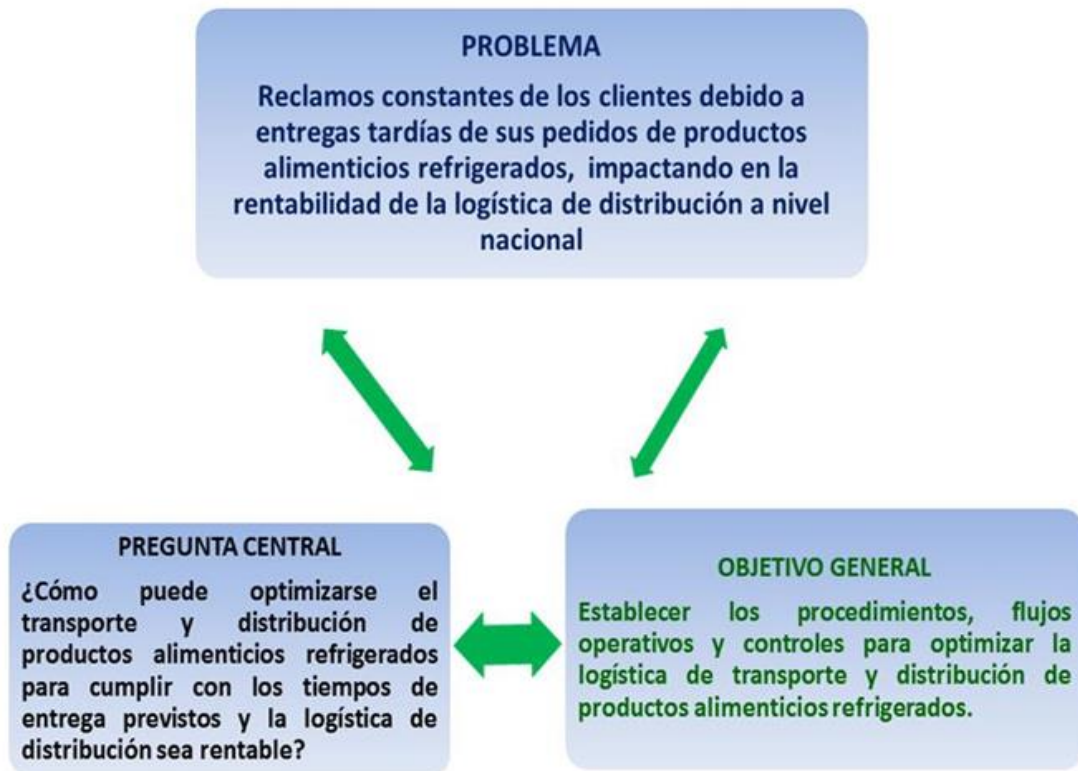 PROBLEMA
Reclamos constantes de los clientes debido a
entregas tardías de sus pedidos de productos
alimenticios refrigerados, impactando en la
rentabilidad de la logística de distribución a nivel
nacional
PREGUNTA CENTRAL
¿Cómo puede optimizarse el
transporte y distribución de
productos alimenticios refrigerados
para cumplir con los tiempos de
entrega previstos y la logística de
distribución sea rentable?
OBJETIVO GENERAL
Establecer los procedimientos, flujos
operativos y controles para optimizar la
logística de transporte y distribución de
productos alimenticios refrigerados.